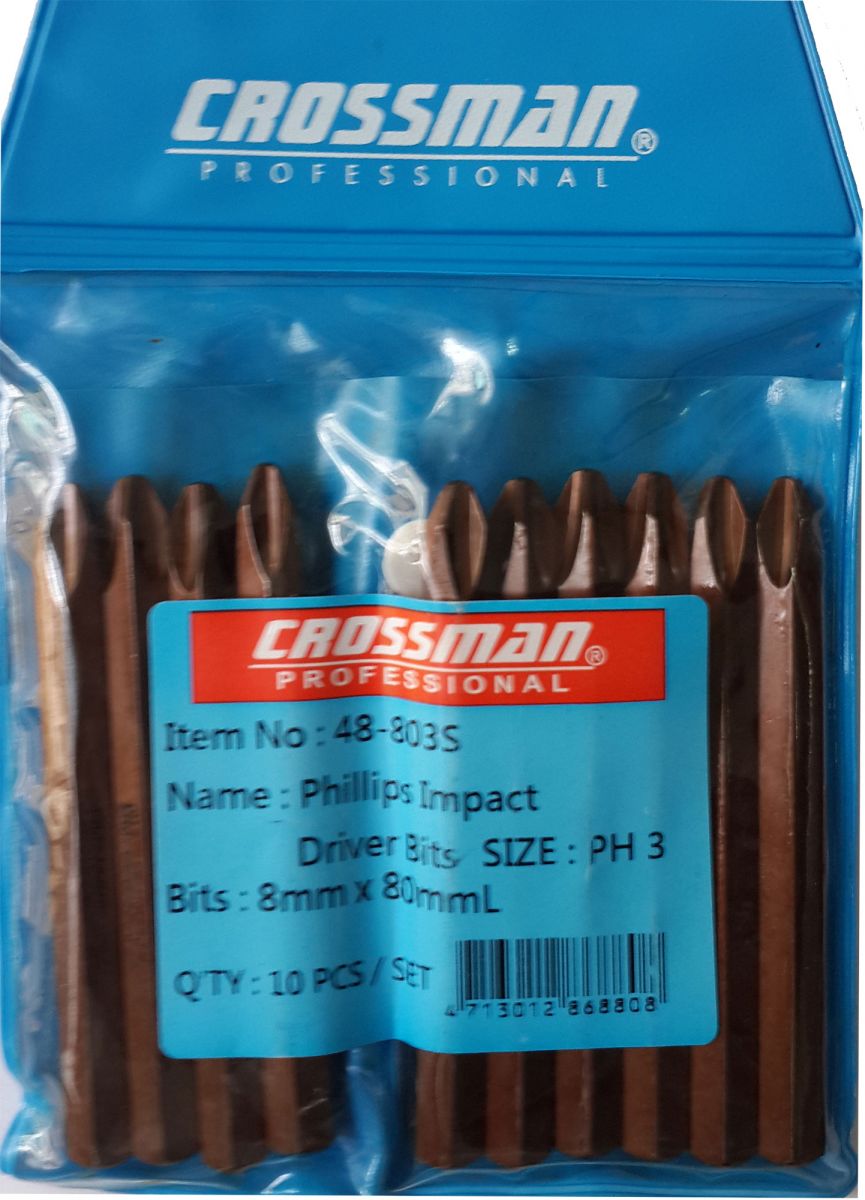 CROSSMAN®
PROFESSIONAL
CROSSMAN®
PROFESSIONAL
Item No : 48-803S
Name : Phillips Impact
Driver Bits SIZE : PH 3
Bits : 8mm x 80mmL
Q'TY : 10 PCS / SET
4 713012 868808